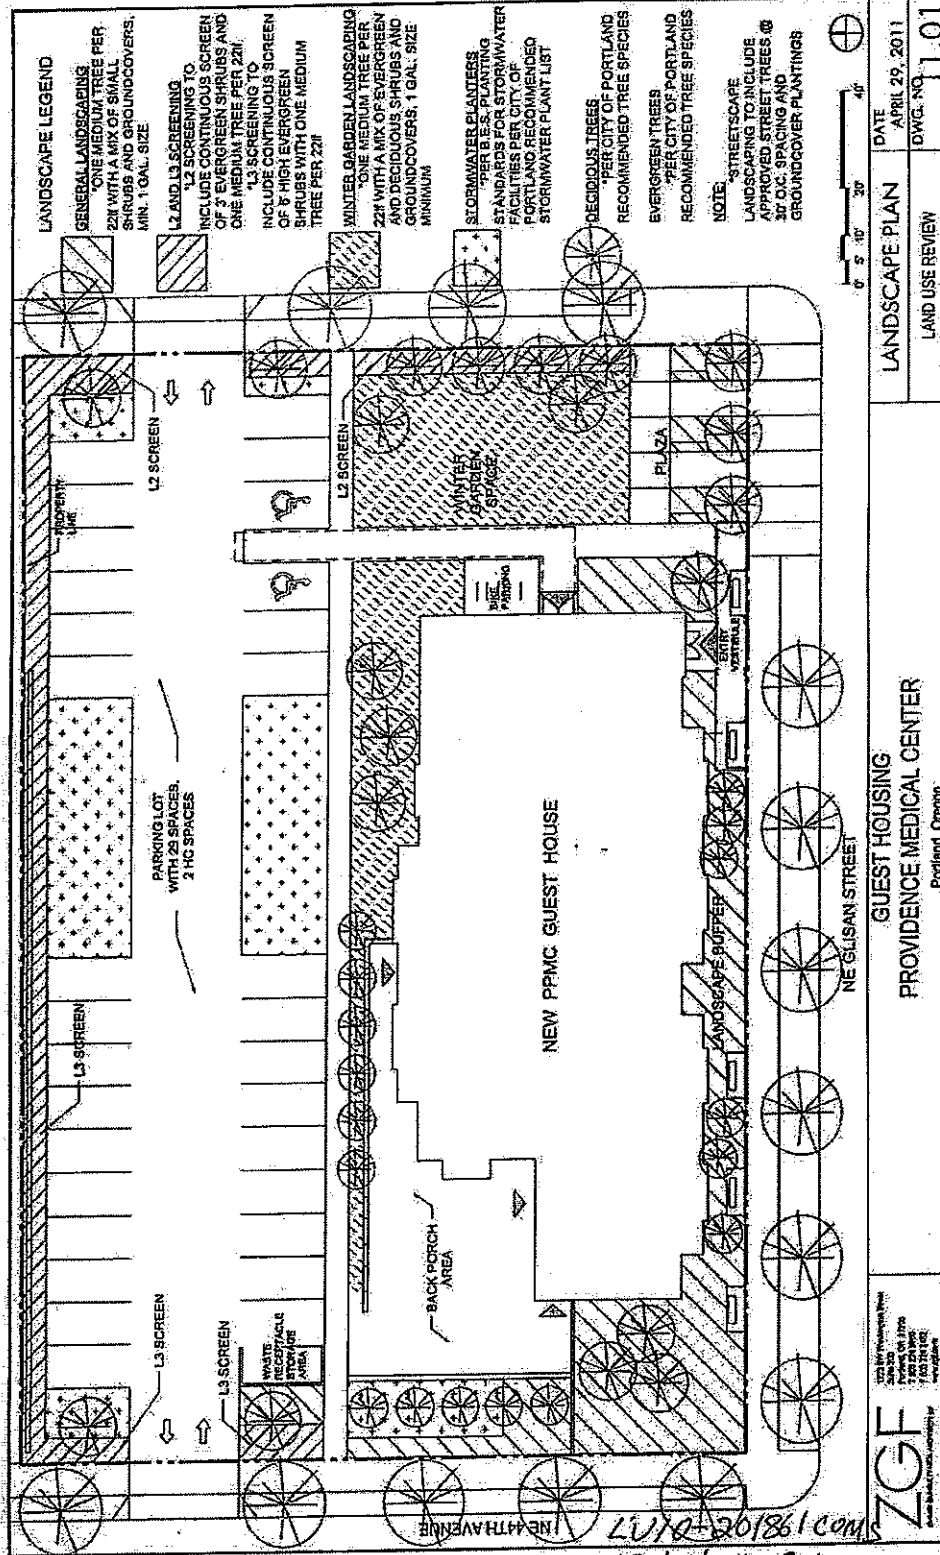 LANDSCAPE LEGEND
GENERAL LANDSCAPING
*ONE MEDIUM TREE PER
22lf WITH A MIX OF SMALL
SHRUBS AND GROUNDCOVERS,
MIN. 1 GAL. SIZE
L2 AND L3 SCREENING
*L2 SCREENING TO
INCLUDE CONTINUOUS SCREEN
OF 3' EVERGREEN SHRUBS AND
ONE MEDIUM TREE PER 22lf
*L3 SCREENING TO
INCLUDE CONTINUOUS SCREEN
OF 6' HIGH EVERGREEN
SHRUBS WITH ONE MEDIUM
TREE PER 22lf
WINTER GARDEN LANDSCAPING
*ONE MEDIUM TREE PER
22lf WITH A MIX OF EVERGREEN
AND DECIDUOUS SHRUBS AND
GROUNDCOVERS. 1 GAL. SIZE
MINIMUM
STORMWATER PLANTERS
*PER B.E.S. PLANTING
STANDARDS FOR STORMWATER
FACILITIES PER CITY OF
PORTLAND RECOMMENDED
STORMWATER PLANT LIST
DECIDIOUS TREES
*PER CITY OF PORTLAND
RECOMMENDED TREE SPECIES
EVERGREEN TREES
*PER CITY OF PORTLAND
RECOMMENDED TREE SPECIES
NOTE:
*STREETSCAPE
LANDSCAPING TO INCLUDE
APPROVED STREET TREES @
30' O.C. SPACING AND
GROUNDCOVER PLANTINGS
0' 5' 10' 20' 40'
L3 SCREEN
L3 SCREEN
PROPERTY
LINE
L2 SCREEN
L3 SCREEN
PARKING LOT
WITH 29 SPACES.
2 HC SPACES
WASTE
RECEPTACLE
STORAGE
AREA
L2 SCREEN
WINTER
GARDEN
SPACE
BIKE
PARKING
PLAZA
BACK PORCH
AREA
NEW PPMC GUEST HOUSE
ENTRY
VESTIBULE
LANDSCAPE BUFFER
NE 44TH AVENUE
NE GLISAN STREET
ZGF
GUEST HOUSING
PROVIDENCE MEDICAL CENTER
Portland, Oregon
LANDSCAPE PLAN
LAND USE REVIEW
DATE
APRIL 29, 2011
DWG. NO.